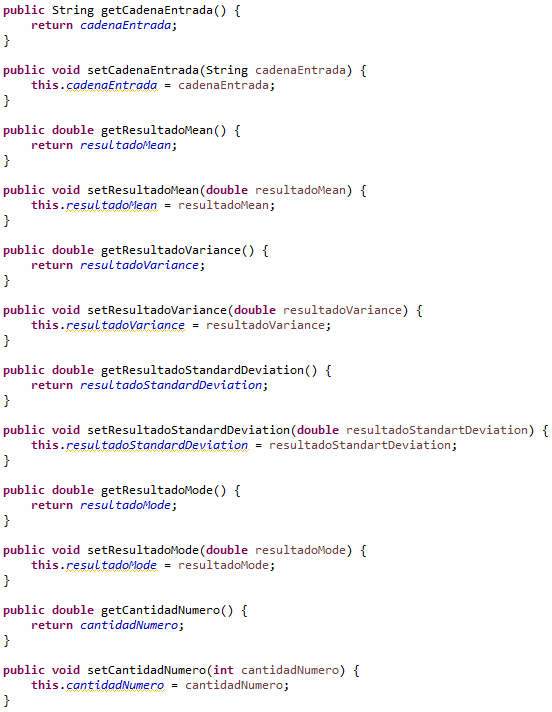 public String getCadenaEntrada() {
    return cadenaEntrada;
}

public void setCadenaEntrada(String cadenaEntrada) {
    this.cadenaEntrada = cadenaEntrada;
}

public double getResultadoMean() {
    return resultadoMean;
}

public void setResultadoMean(double resultadoMean) {
    this.resultadoMean = resultadoMean;
}

public double getResultadoVariance() {
    return resultadoVariance;
}

public void setResultadoVariance(double resultadoVariance) {
    this.resultadoVariance = resultadoVariance;
}

public double getResultadoStandardDeviation() {
    return resultadoStandardDeviation;
}

public void setResultadoStandardDeviation(double resultadoStandartDeviation) {
    this.resultadoStandardDeviation = resultadoStandartDeviation;
}

public double getResultadoMode() {
    return resultadoMode;
}

public void setResultadoMode(double resultadoMode) {
    this.resultadoMode = resultadoMode;
}

public double getCantidadNumero() {
    return cantidadNumero;
}

public void setCantidadNumero(int cantidadNumero) {
    this.cantidadNumero = cantidadNumero;
}